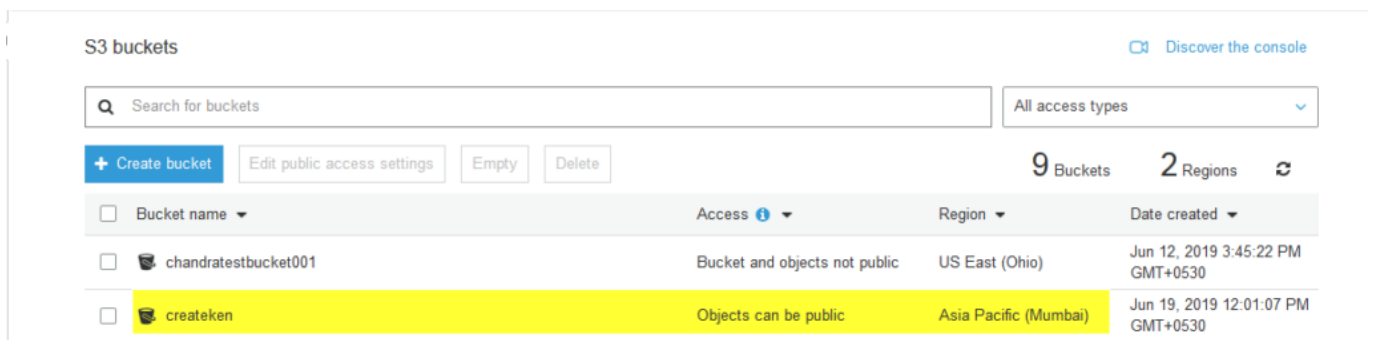 S3 buckets
Discover the console
Search for buckets
All access types
+ Create bucket
Edit public access settings
Empty
Delete
9 Buckets
2 Regions
Bucket name
Access
Region
Date created
chandratestbucket001
Bucket and objects not public
US East (Ohio)
Jun 12, 2019 3:45:22 PM
GMT+0530
createken
Objects can be public
Asia Pacific (Mumbai)
Jun 19, 2019 12:01:07 PM
GMT+0530